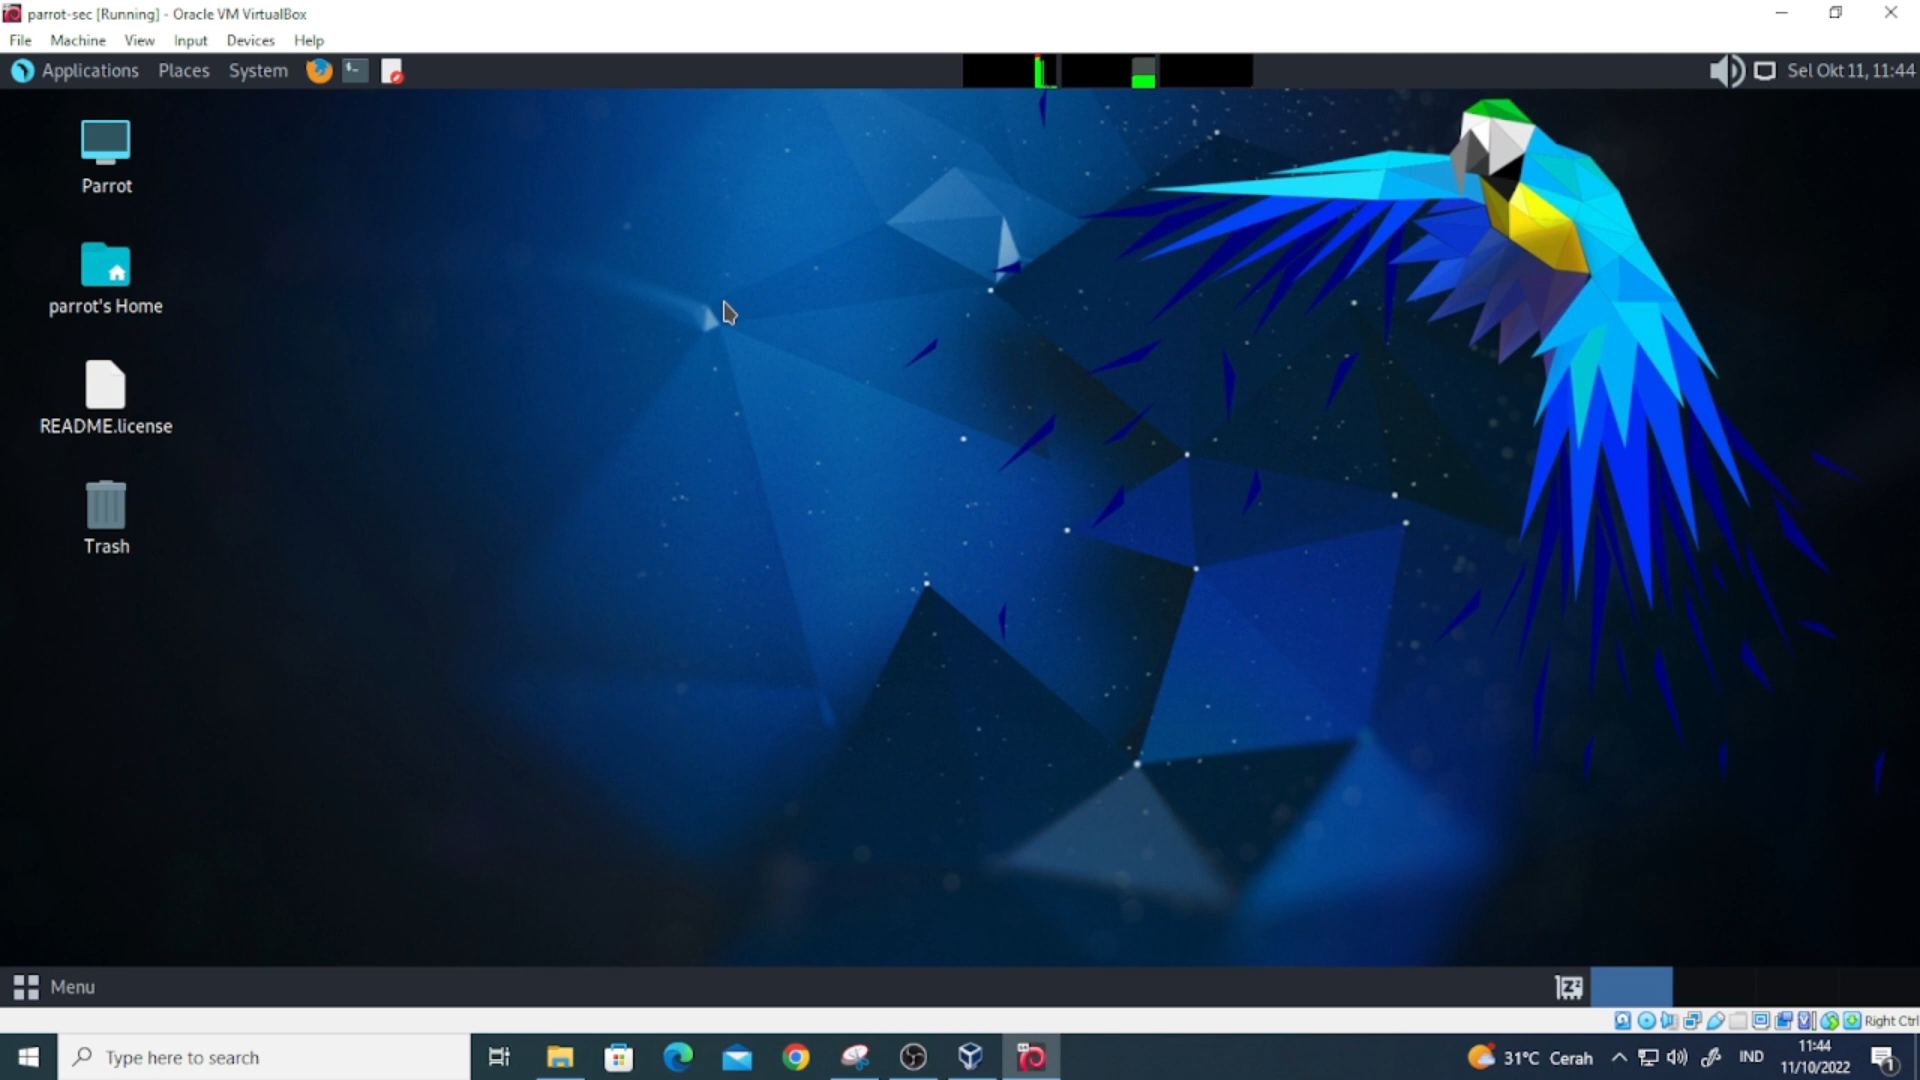 parrot-sec [Running] - Oracle VM VirtualBox
File Machine View Input Devices Help
Applications Places System Sel Okt 11, 11:44
Parrot
parrot's Home
README.license
Trash
Menu
Right Ctrl
Type here to search
31°C Cerah IND 11:44
11/10/2022 1